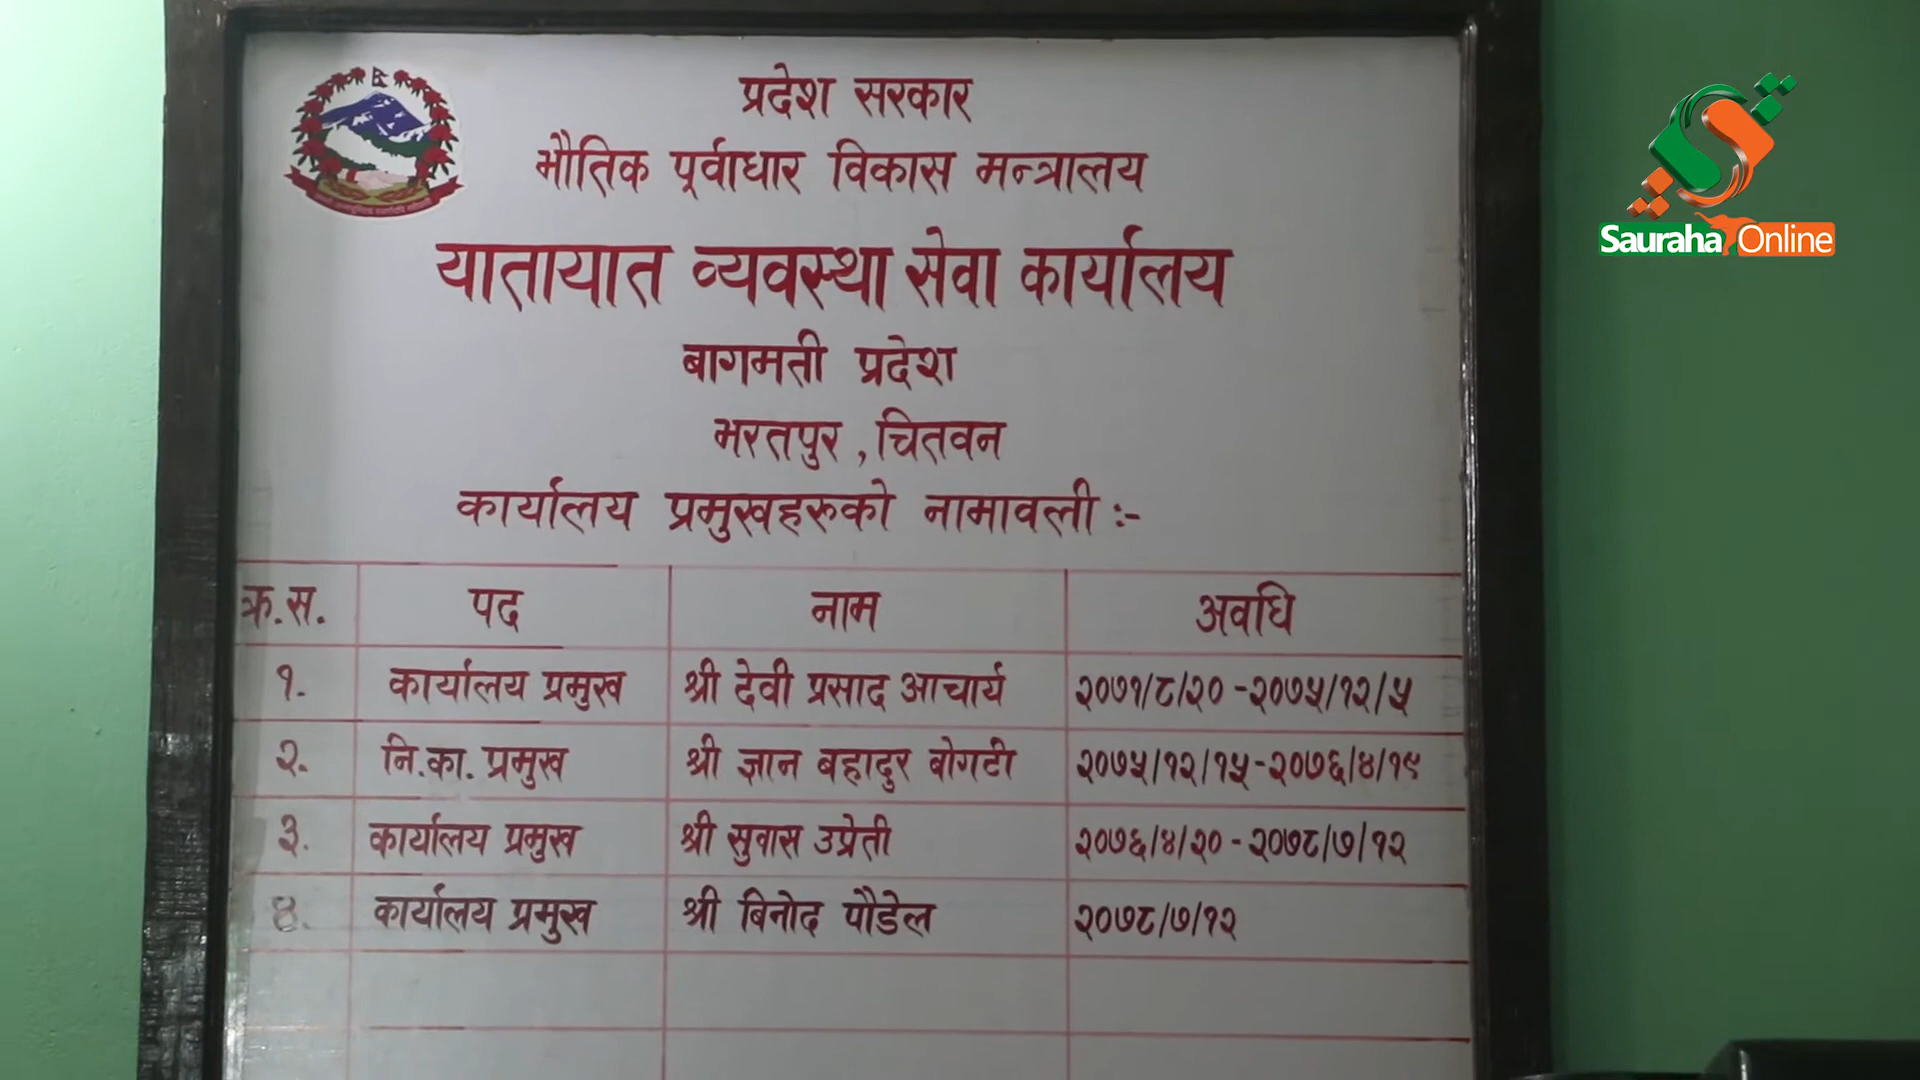 प्रदेश सरकार
भौतिक पूर्वाधार विकास मन्त्रालय
यातायात व्यवस्था सेवा कार्यालय
बागमती प्रदेश
भरतपुर, चितवन
कार्यालय प्रमुखहरुको नामावली :-
क्र.स. पद नाम अवधि
१. कार्यालय प्रमुख श्री देवी प्रसाद आचार्य २०७१/८/२० -२०७५/१२/५
२. नि.का. प्रमुख श्री ज्ञान बहादुर बोगटी २०७५/१२/१५-२०७६/४/१९
३. कार्यालय प्रमुख श्री सुवास उप्रेती २०७६/४/२० - २०७८/७/१२
४. कार्यालय प्रमुख श्री बिनोद पौडेल २०७८/७/१२
Sauraha Online